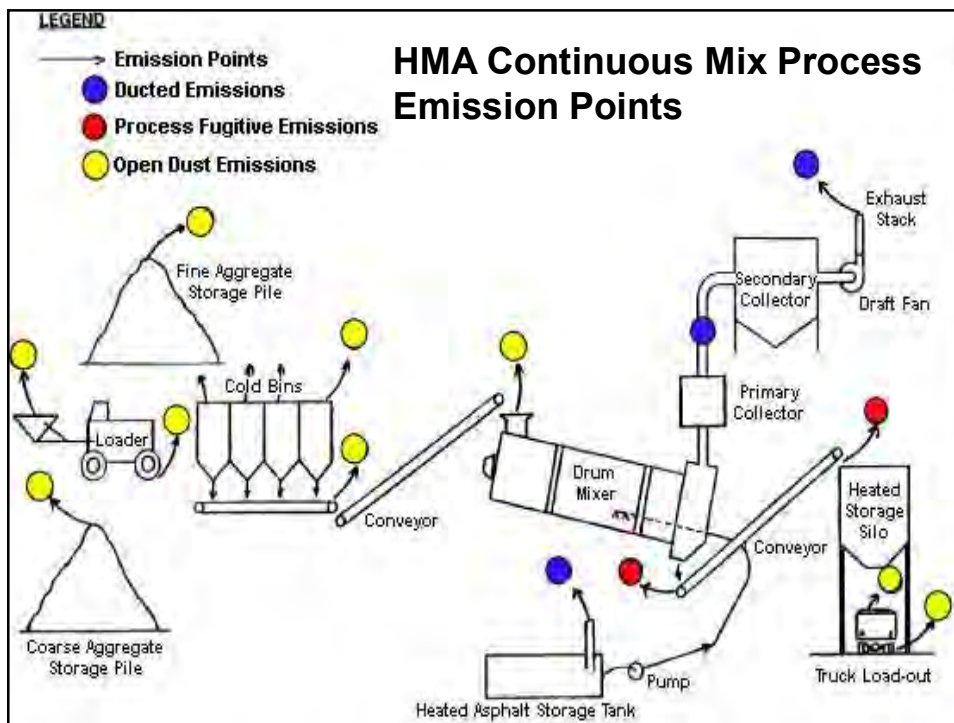 LEGEND
Emission Points
Ducted Emissions
Process Fugitive Emissions
Open Dust Emissions
HMA Continuous Mix Process
Emission Points
Exhaust
Stack
Fine Aggregate
Storage Pile
Secondary
Collector
Draft Fan
Cold Bins
Primary
Collector
Loader
Drum
Mixer
Heated
Storage
Silo
Conveyor
Conveyor
Coarse Aggregate
Storage Pile
Pump
Truck Load-out
Heated Asphalt Storage Tank